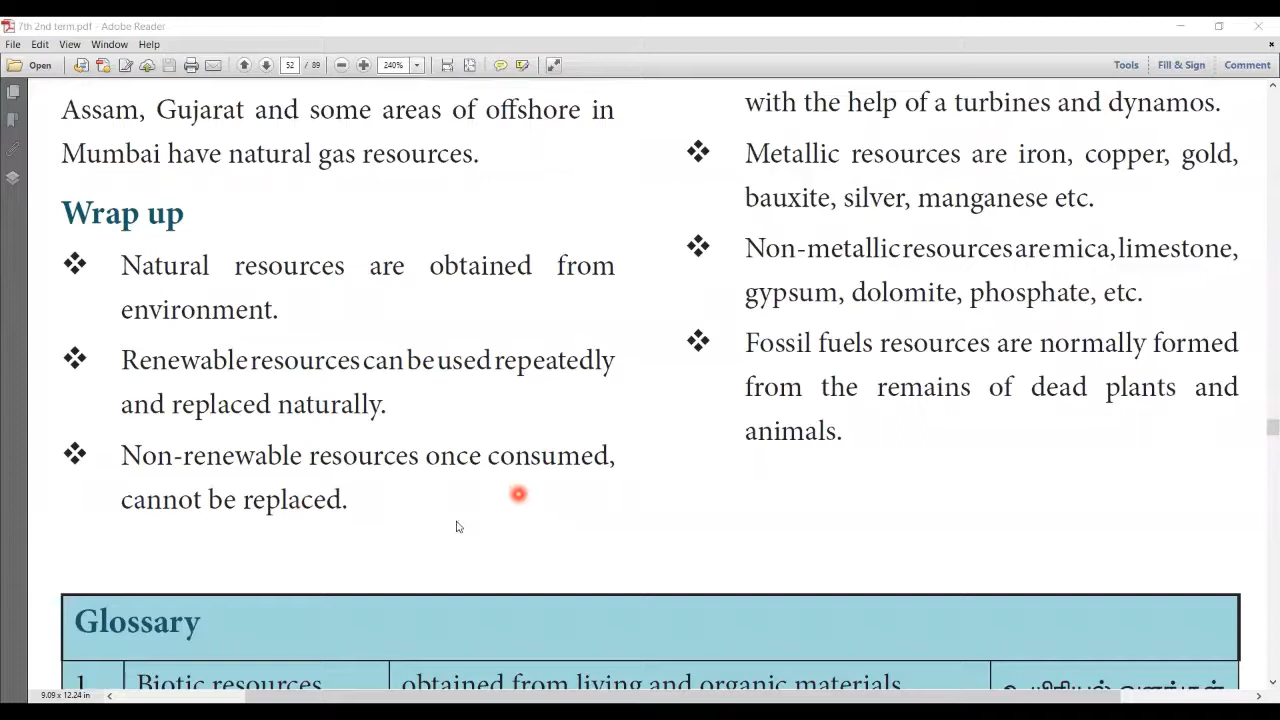 7th 2nd term.pdf - Adobe Reader
File Edit View Window Help
Open 52 / 89 240% Tools Fill & Sign Comment
Assam, Gujarat and some areas of offshore in
Mumbai have natural gas resources.
Wrap up
Natural resources are obtained from
environment.
Renewable resources can be used repeatedly
and replaced naturally.
Non-renewable resources once consumed,
cannot be replaced.
with the help of a turbines and dynamos.
Metallic resources are iron, copper, gold,
bauxite, silver, manganese etc.
Non-metallic resources are mica, limestone,
gypsum, dolomite, phosphate, etc.
Fossil fuels resources are normally formed
from the remains of dead plants and
animals.
Glossary
1 Biotic resources obtained from living and organic materials
9.09 x 12.24 in